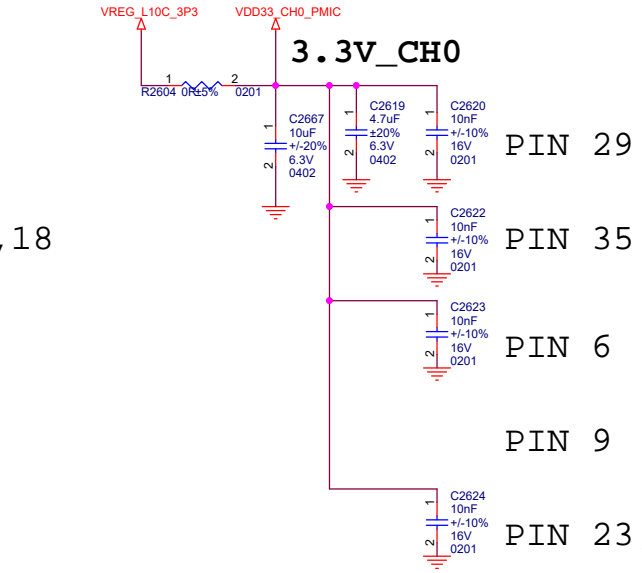 VREG_L10C_3P3
VDD33_CH0_PMIC
3.3V_CH0
1
2
R2604 0R±5% 0201
1
2
C2667
10uF
+/-20%
6.3V
0402
1
2
C2619
4.7uF
±20%
6.3V
0402
1
2
C2620
10nF
+/-10%
16V
0201
PIN 29
,18
1
2
C2622
10nF
+/-10%
16V
0201
PIN 35
1
2
C2623
10nF
+/-10%
16V
0201
PIN 6
PIN 9
1
2
C2624
10nF
+/-10%
16V
0201
PIN 23